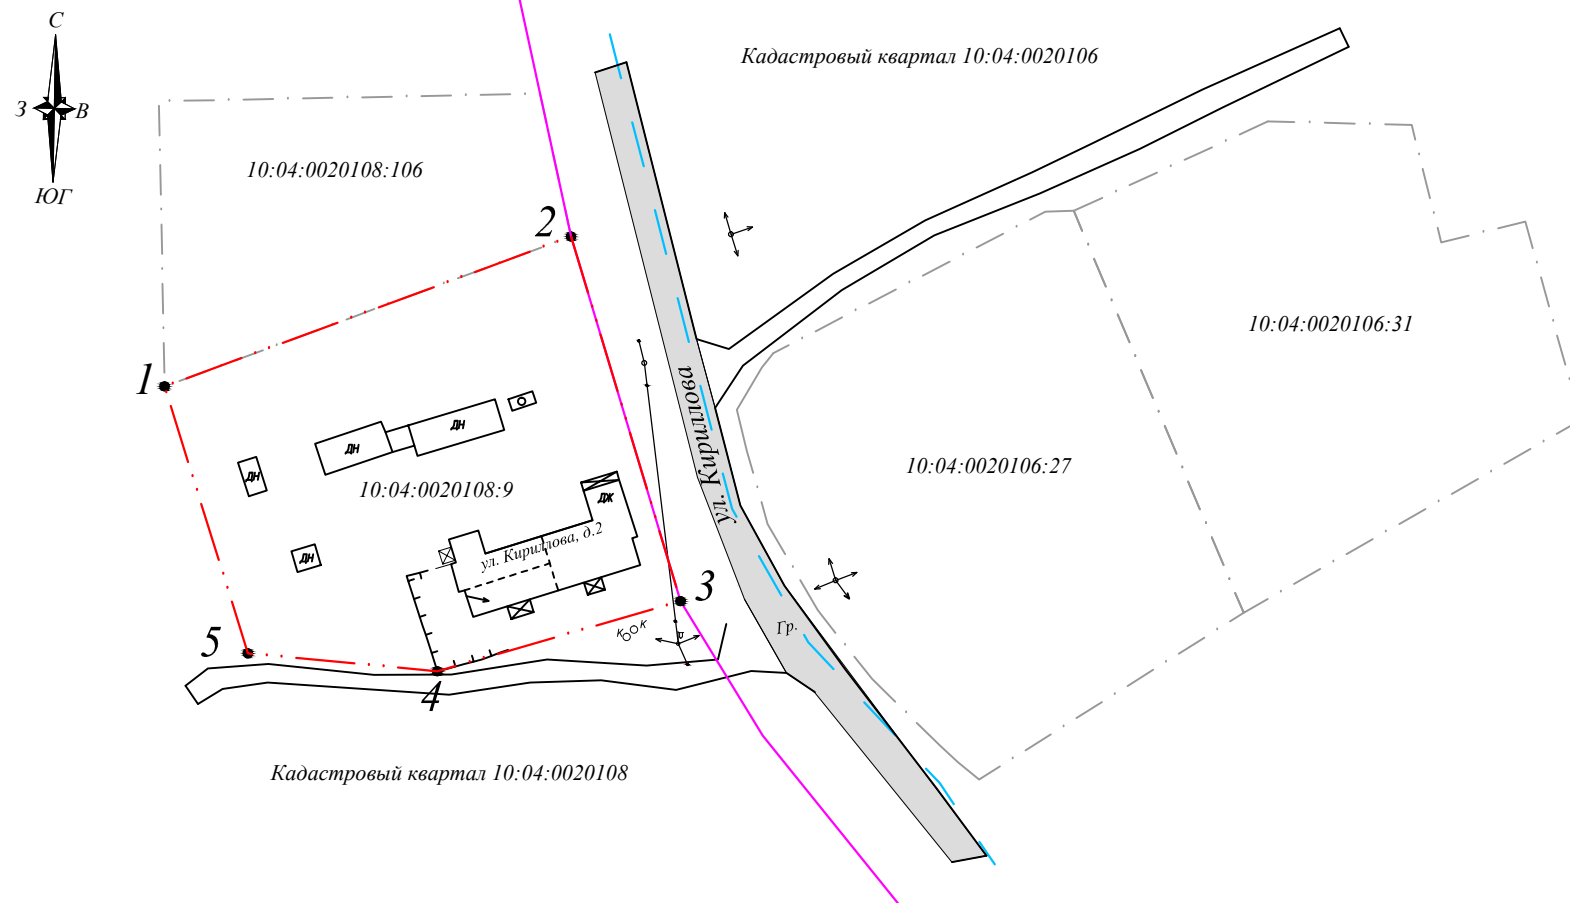 С
З
В
ЮГ
Кадастровый квартал 10:04:0020106
10:04:0020108:106
2
1
10:04:0020106:31
ул. Кириллова
10:04:0020106:27
ДН
ДН
ДН
10:04:0020108:9
ДЖ
ул. Кириллова, д.2
ДН
3
К
К
Гр.
5
4
Кадастровый квартал 10:04:0020108